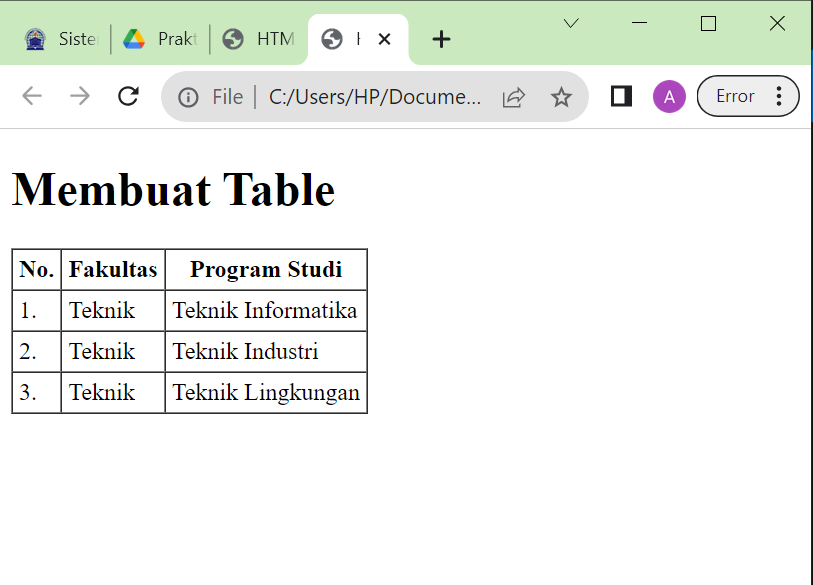 Siste
Prakt
HTM
File
C:/Users/HP/Docume...
A
Error
Membuat Table
No. Fakultas Program Studi
1. Teknik Teknik Informatika
2. Teknik Teknik Industri
3. Teknik Teknik Lingkungan